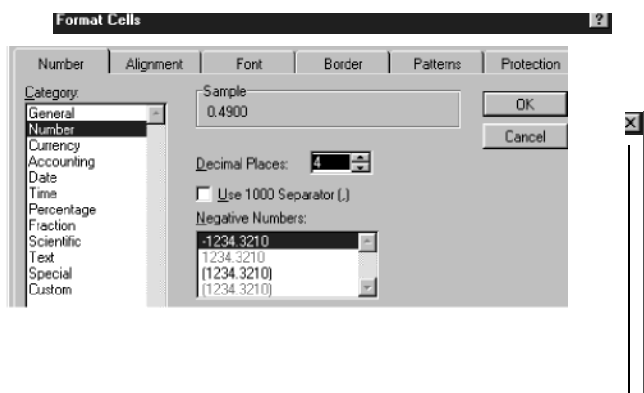 Format Cells ?
Number Alignment Font Border Patterns Protection
Category:
General
Number
Currency
Accounting
Date
Time
Percentage
Fraction
Scientific
Text
Special
Custom
Sample
0.4900
Decimal Places: 4
Use 1000 Separator (,)
Negative Numbers:
-1234.3210
1234.3210
(1234.3210)
(1234.3210)
OK
Cancel